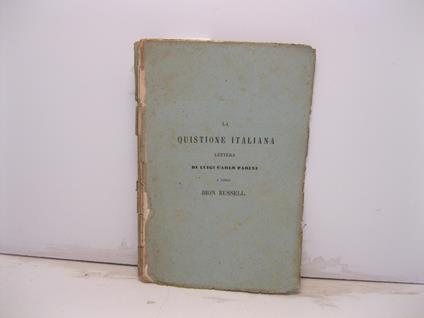 LA
QUISTIONE ITALIANA
LETTERA
DI LUIGI CARLO FARINI
A LORD
JHON RUSSELL.